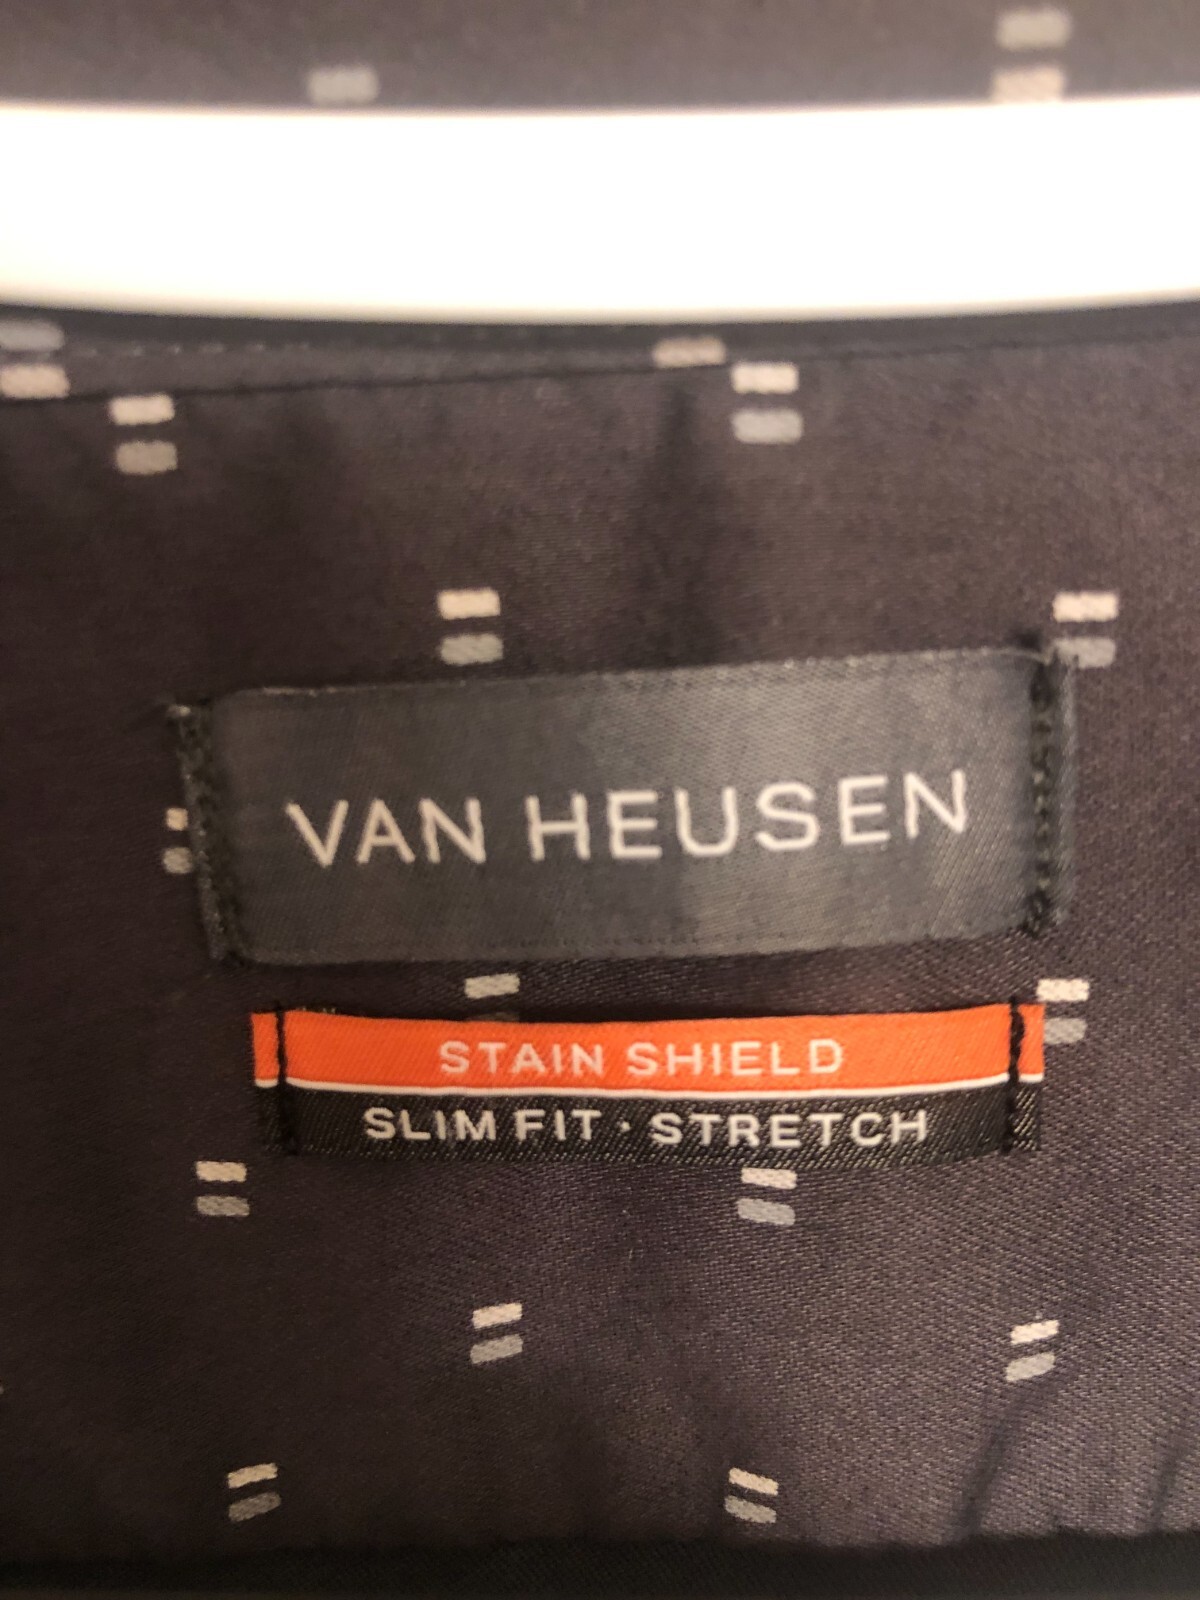 VAN HEUSEN
STAIN SHIELD
SLIM FIT · STRETCH